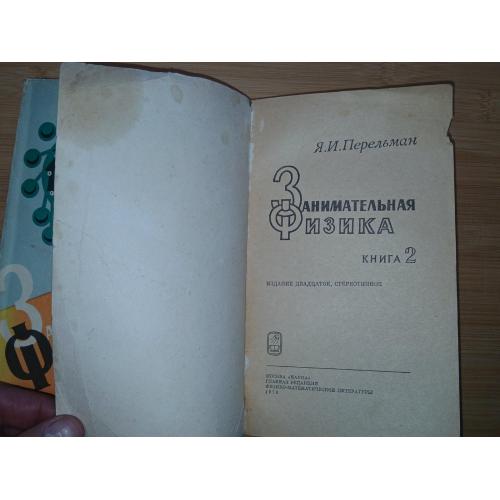 Я.И.Перельман
ЗАНИМАТЕЛЬНАЯ
ФИЗИКА
КНИГА 2
ИЗДАНИЕ ДВАДЦАТОЕ, СТЕРЕОТИПНОЕ
МОСКВА «НАУКА»
ГЛАВНАЯ РЕДАКЦИЯ
ФИЗИКО-МАТЕМАТИЧЕСКОЙ ЛИТЕРАТУРЫ
З
Ф